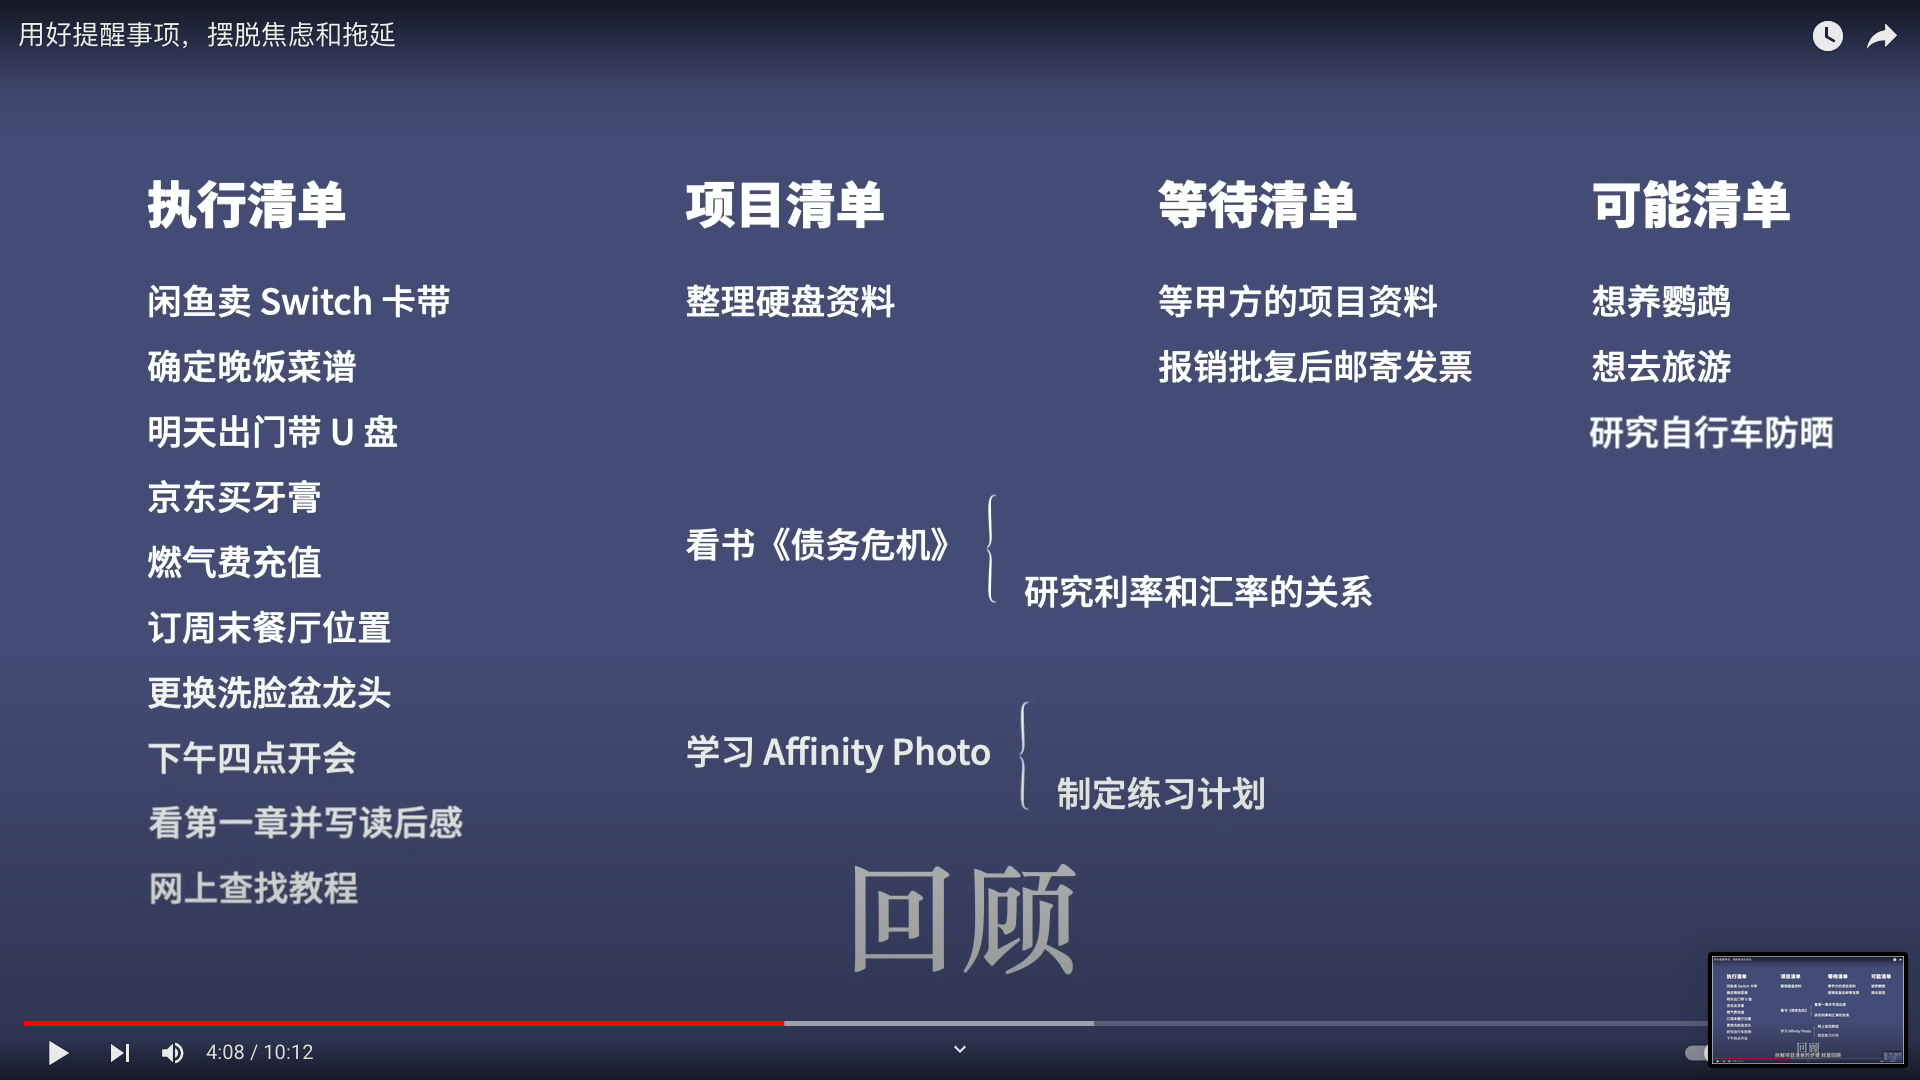 用好提醒事项，摆脱焦虑和拖延
执行清单
闲鱼卖 Switch 卡带
确定晚饭菜谱
明天出门带 U 盘
京东买牙膏
燃气费充值
订周末餐厅位置
更换洗脸盆龙头
下午四点开会
看第一章并写读后感
网上查找教程
项目清单
整理硬盘资料
看书《债务危机》
研究利率和汇率的关系
学习 Affinity Photo
制定练习计划
等待清单
等甲方的项目资料
报销批复后邮寄发票
可能清单
想养鹦鹉
想去旅游
研究自行车防晒
回顾
4:08 / 10:12